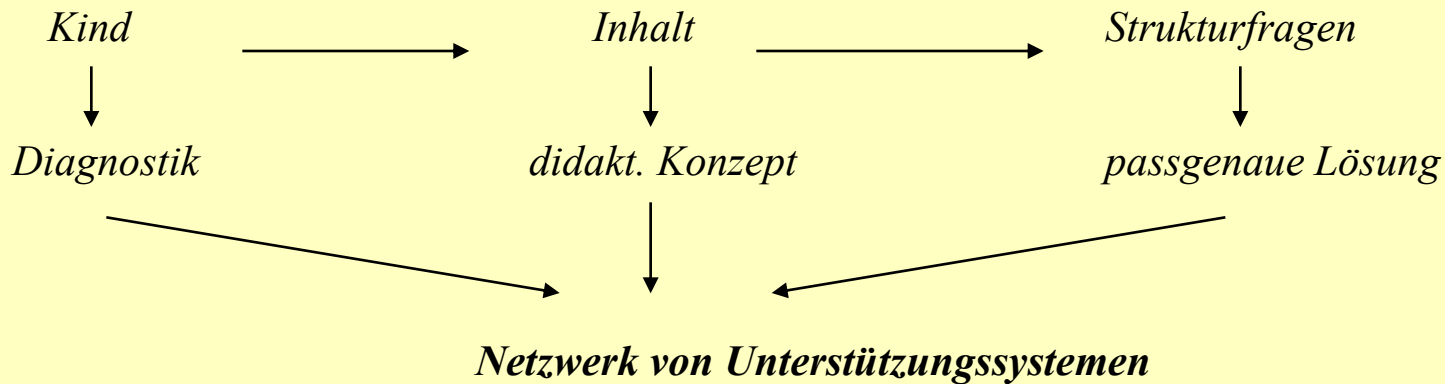 Kind Inhalt Strukturfragen
Diagnostik didakt. Konzept passgenaue Lösung
Netzwerk von Unterstützungssystemen